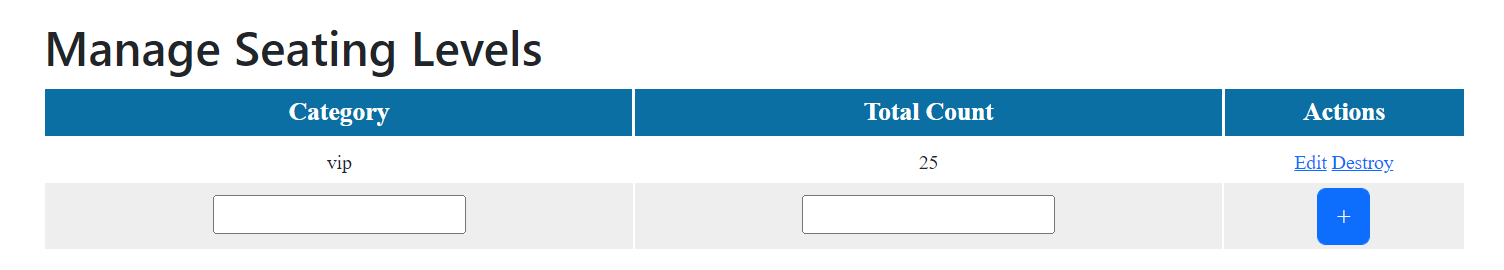 Manage Seating Levels
Category Total Count Actions
vip 25 Edit Destroy
+